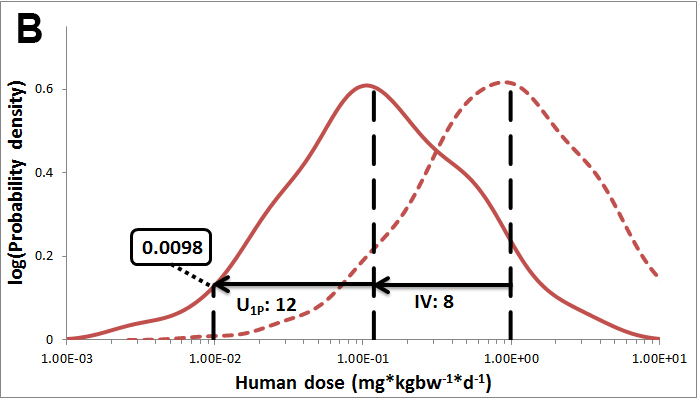 B
log(Probability density)
0.6
0.4
0.2
0
0.0098
U1P: 12
IV: 8
1.00E-03
1.00E-02
1.00E-01
1.00E+00
1.00E+01
Human dose (mg*kgbw-1*d-1)